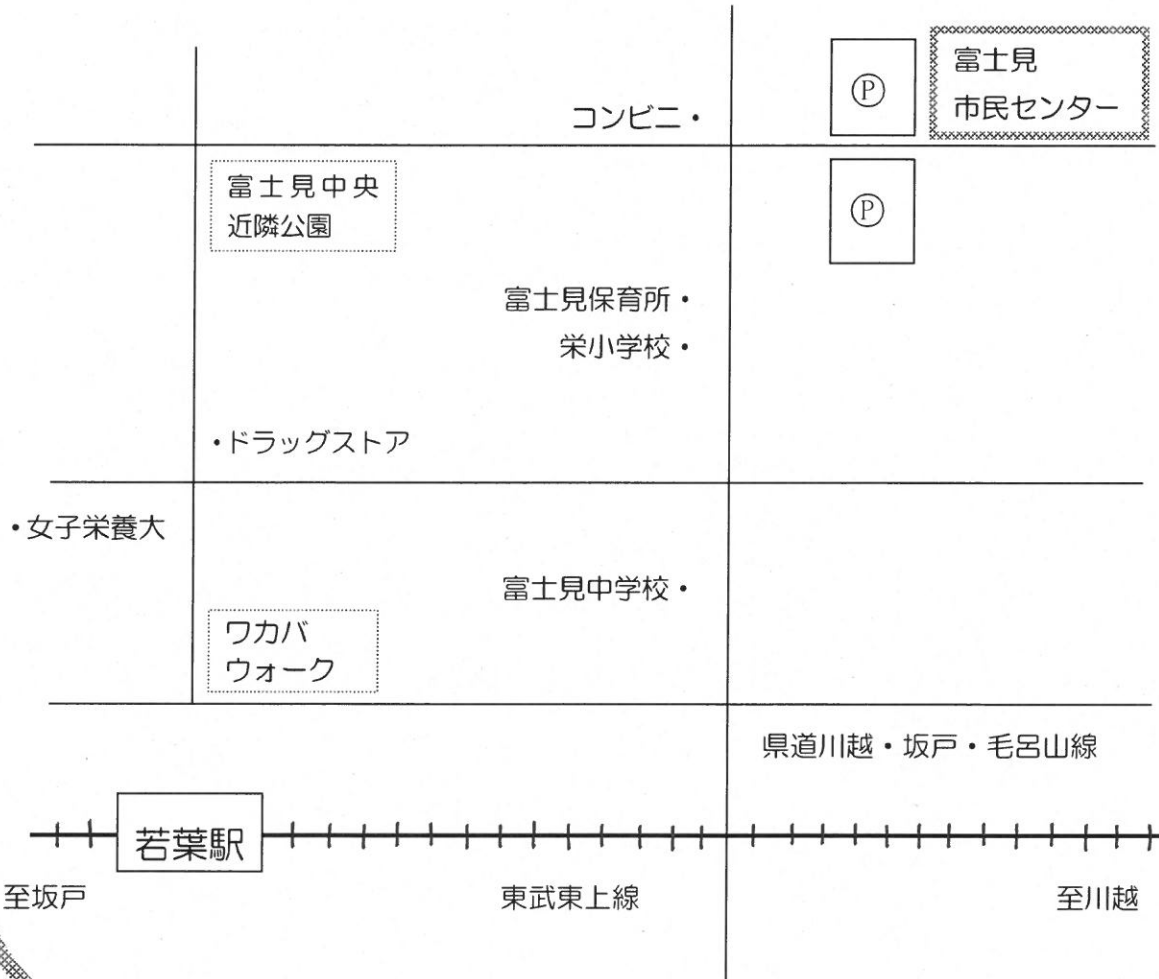 富士見
市民センター
Ⓟ
コンビニ・
富士見中央
近隣公園
Ⓟ
富士見保育所・
栄小学校・
・ドラッグストア
・女子栄養大
富士見中学校・
ワカバ
ウォーク
県道川越・坂戸・毛呂山線
若葉駅
至坂戸
東武東上線
至川越